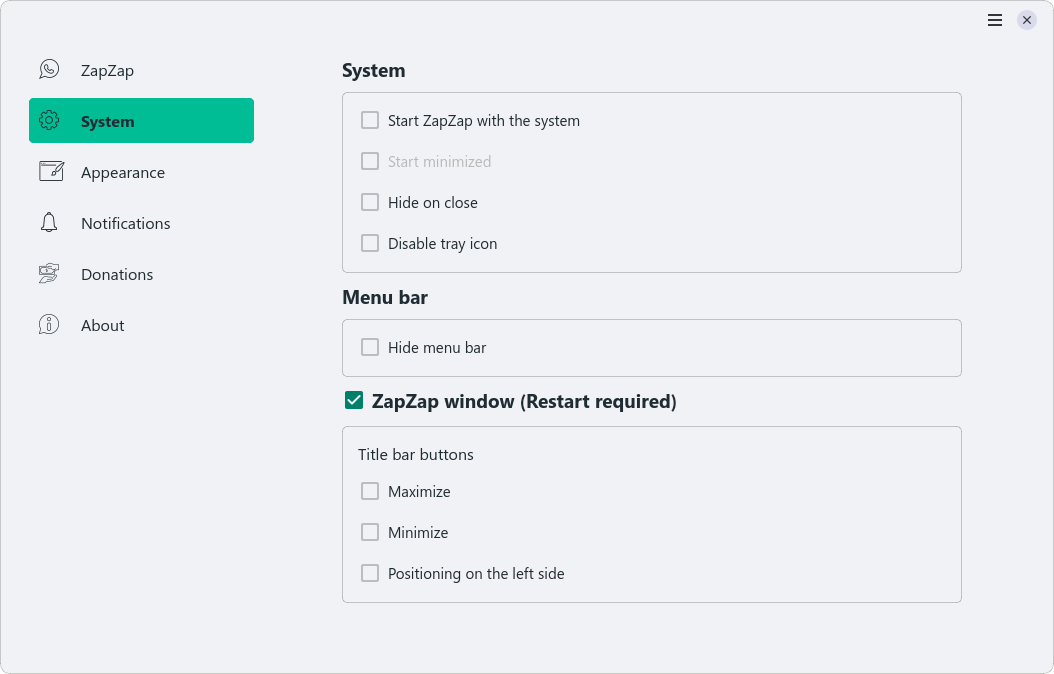 ZapZap
System
Appearance
Notifications
Donations
About
System
Start ZapZap with the system
Start minimized
Hide on close
Disable tray icon
Menu bar
Hide menu bar
ZapZap window (Restart required)
Title bar buttons
Maximize
Minimize
Positioning on the left side